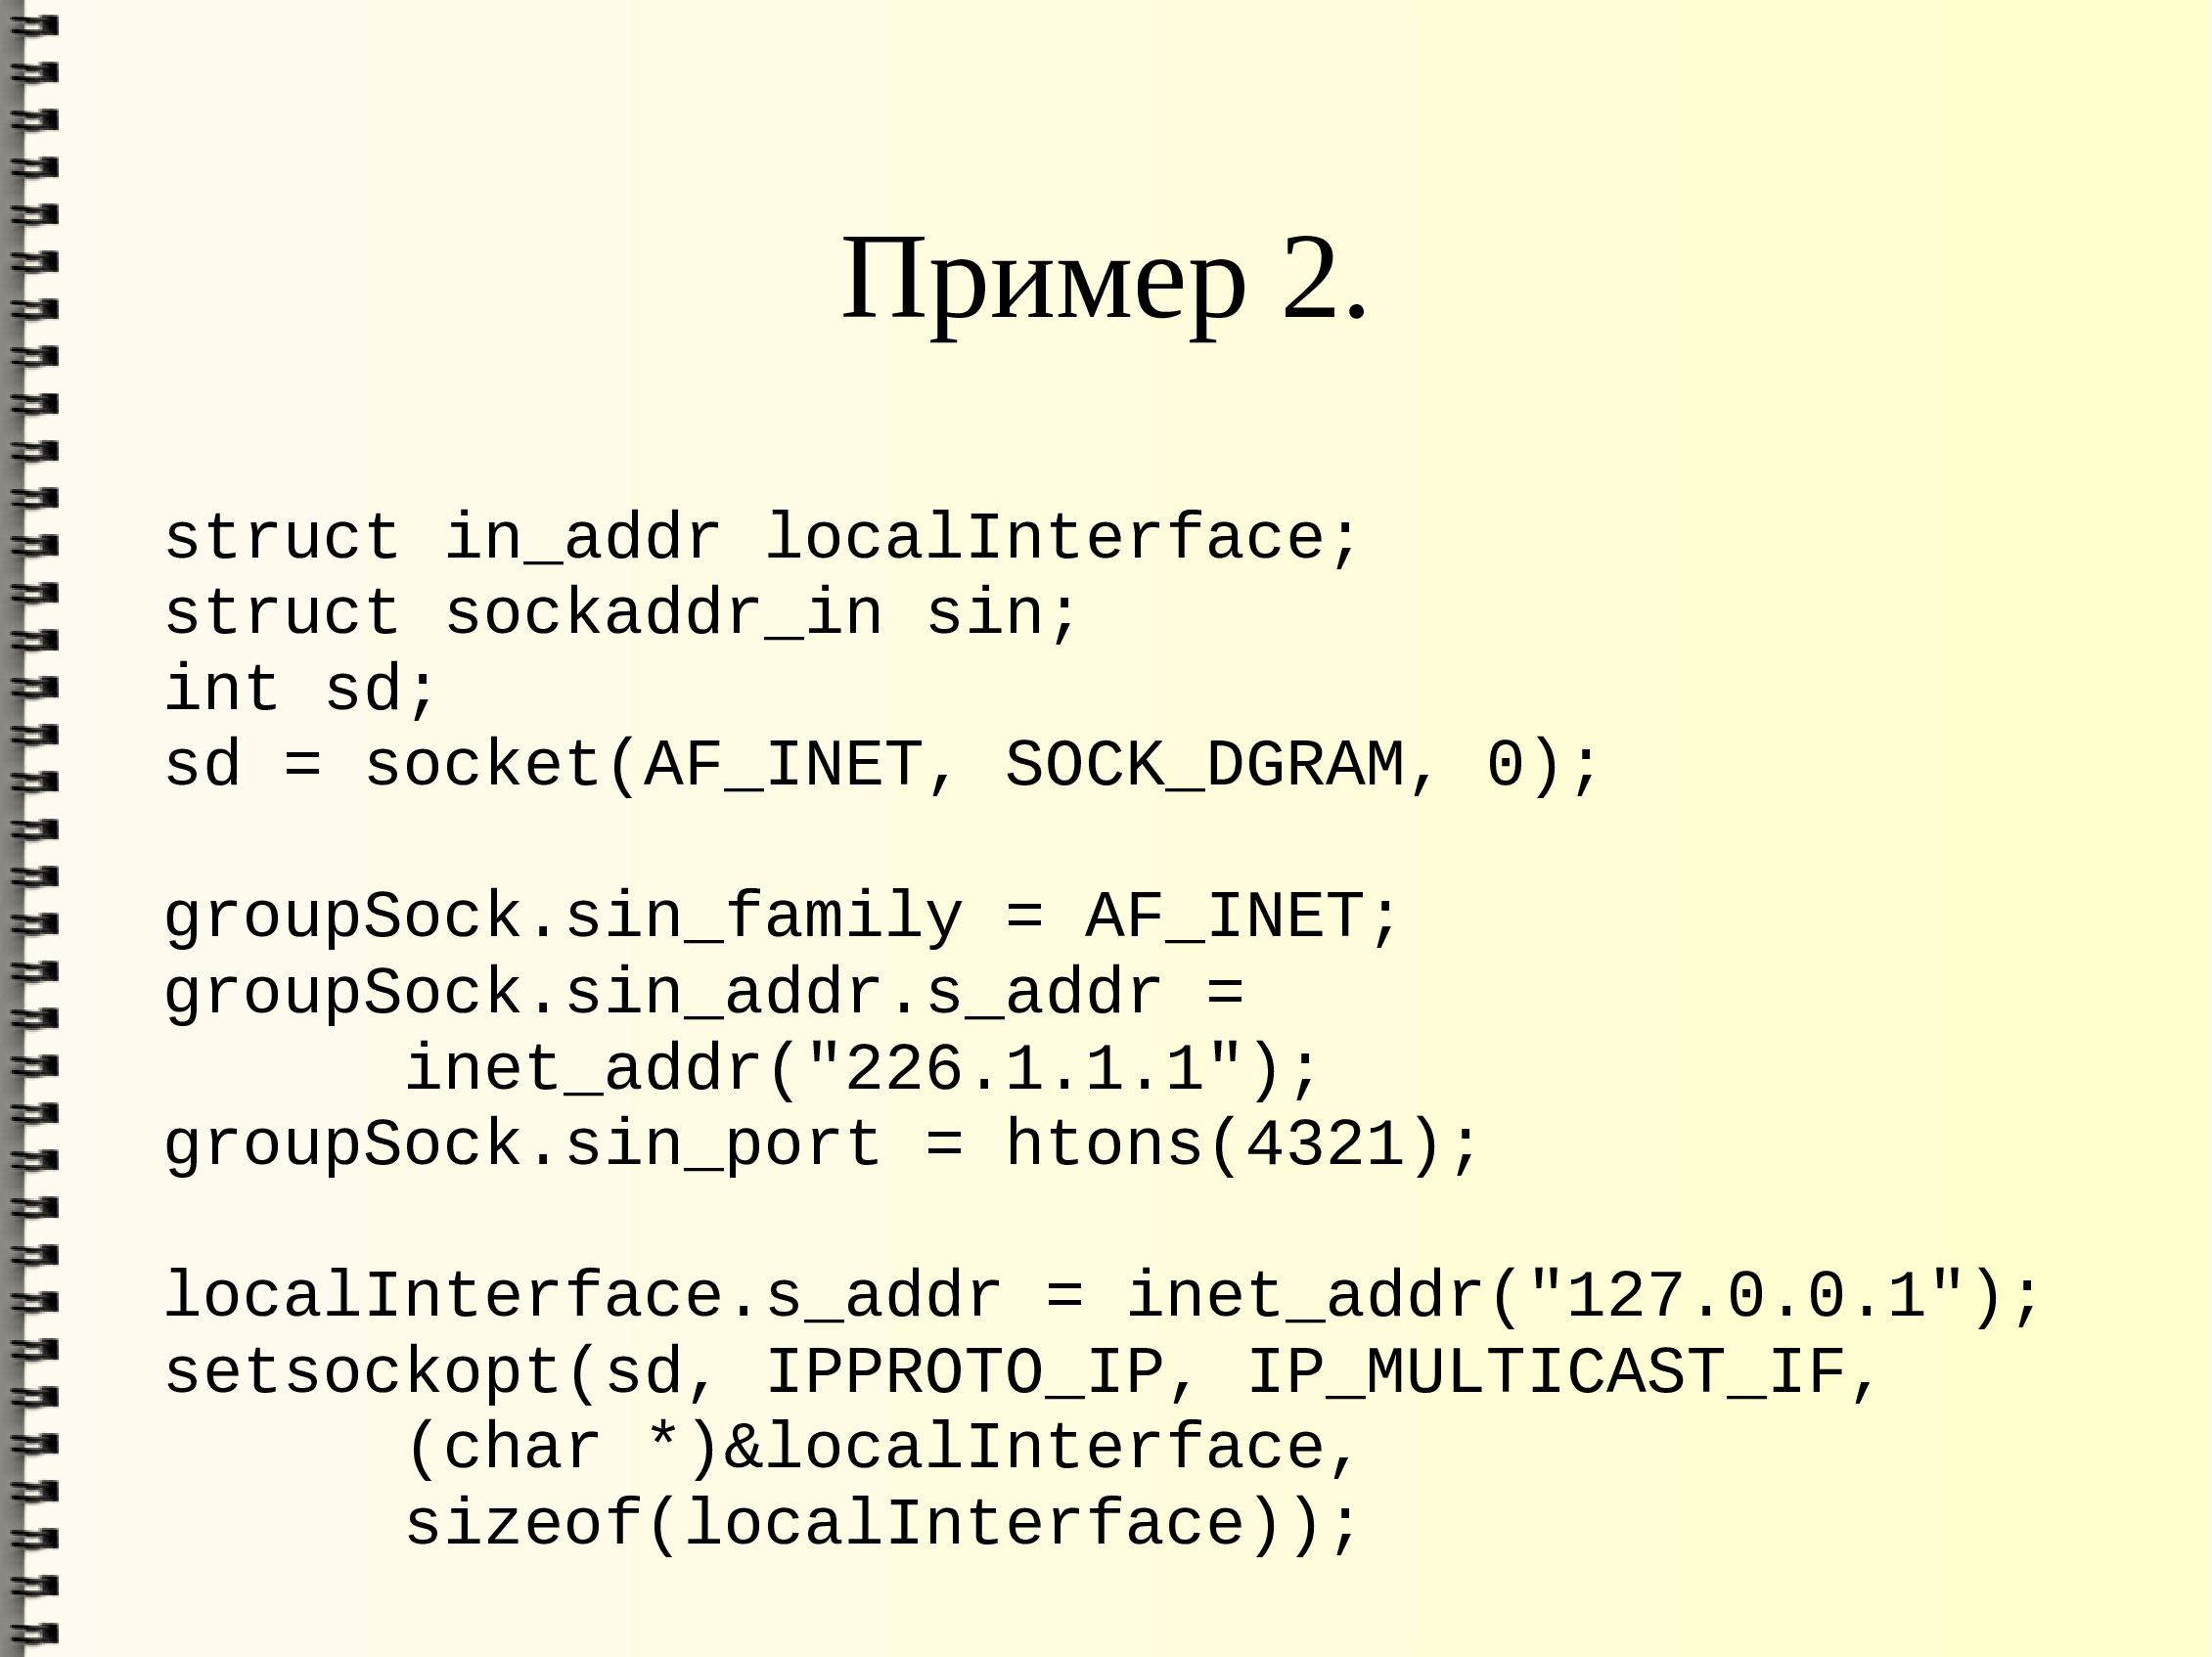 Пример 2.
struct in_addr localInterface;
struct sockaddr_in sin;
int sd;
sd = socket(AF_INET, SOCK_DGRAM, 0);
groupSock.sin_family = AF_INET;
groupSock.sin_addr.s_addr =
      inet_addr("226.1.1.1");
groupSock.sin_port = htons(4321);
localInterface.s_addr = inet_addr("127.0.0.1");
setsockopt(sd, IPPROTO_IP, IP_MULTICAST_IF,
      (char *)&localInterface,
      sizeof(localInterface));